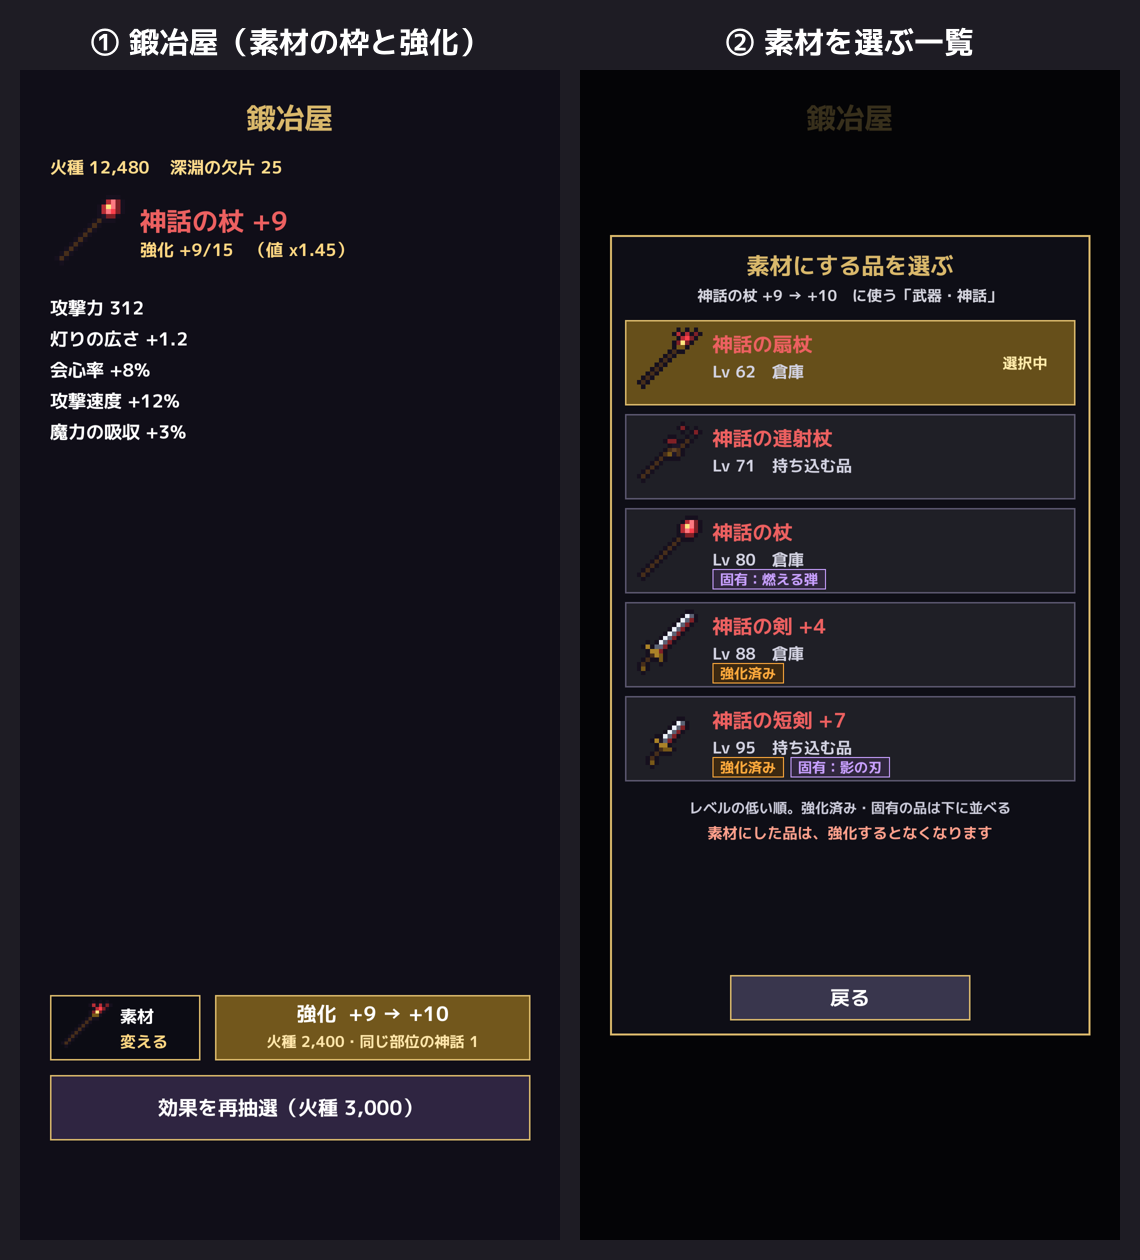 ① 鍛冶屋（素材の枠と強化）
鍛冶屋
火種 12,480　深淵の欠片 25
神話の杖 +9
強化 +9/15　（値 x1.45）
攻撃力 312
灯りの広さ +1.2
会心率 +8%
攻撃速度 +12%
魔力の吸収 +3%
素材
変える
強化 +9 → +10
火種 2,400・同じ部位の神話 1
効果を再抽選（火種 3,000）
② 素材を選ぶ一覧
鍛冶屋
素材にする品を選ぶ
神話の杖 +9 → +10　に使う「武器・神話」
神話の扇杖
Lv 62　倉庫
選択中
神話の連射杖
Lv 71　持ち込む品
神話の杖
Lv 80　倉庫
固有：燃える弾
神話の剣 +4
Lv 88　倉庫
強化済み
神話の短剣 +7
Lv 95　持ち込む品
強化済み　固有：影の刃
レベルの低い順。強化済み・固有の品は下に並べる
素材にした品は、強化するとなくなります
戻る